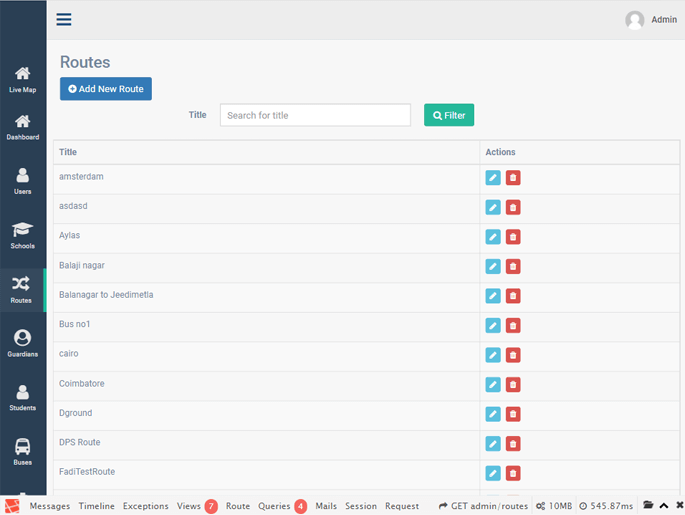 Admin
Live Map
Dashboard
Users
Schools
Routes
Guardians
Students
Buses
Routes
Add New Route
Title Search for title Filter
Title Actions
amsterdam
asdasd
Aylas
Balaji nagar
Balanagar to Jeedimetla
Bus no1
cairo
Coimbatore
Dground
DPS Route
FadiTestRoute
Messages Timeline Exceptions Views 7 Route Queries 4 Mails Session Request GET admin/routes 10MB 545.87ms